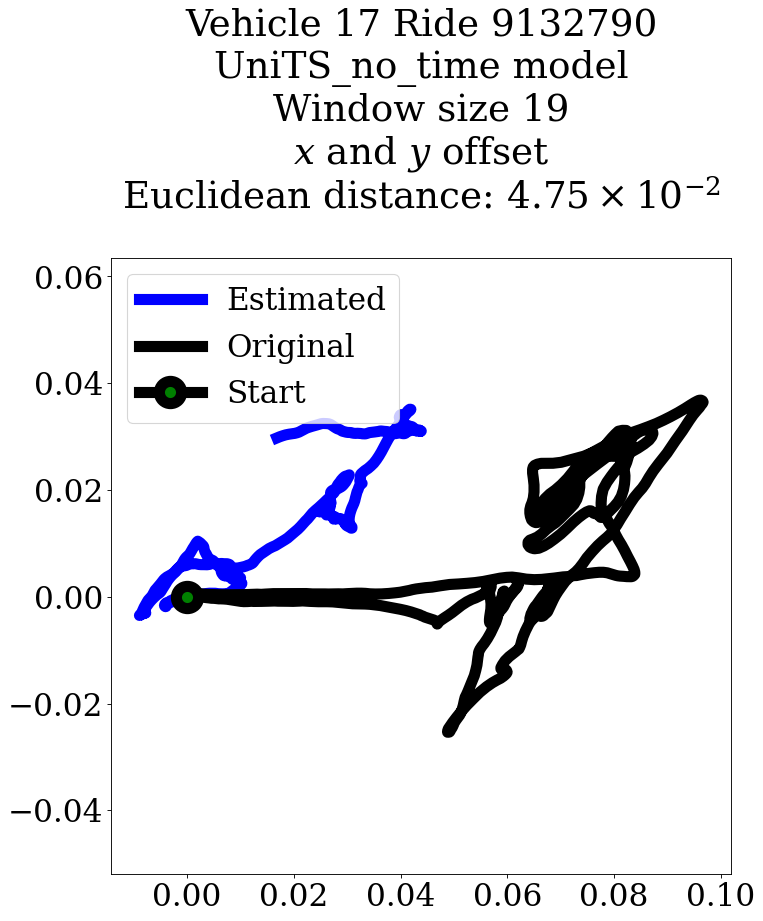 Vehicle 17 Ride 9132790
UniTS_no_time model
Window size 19
x and y offset
Euclidean distance: 4.75 × 10⁻²
0.06
0.04
0.02
0.00
−0.02
−0.04
Estimated
Original
Start
0.00 0.02 0.04 0.06 0.08 0.10